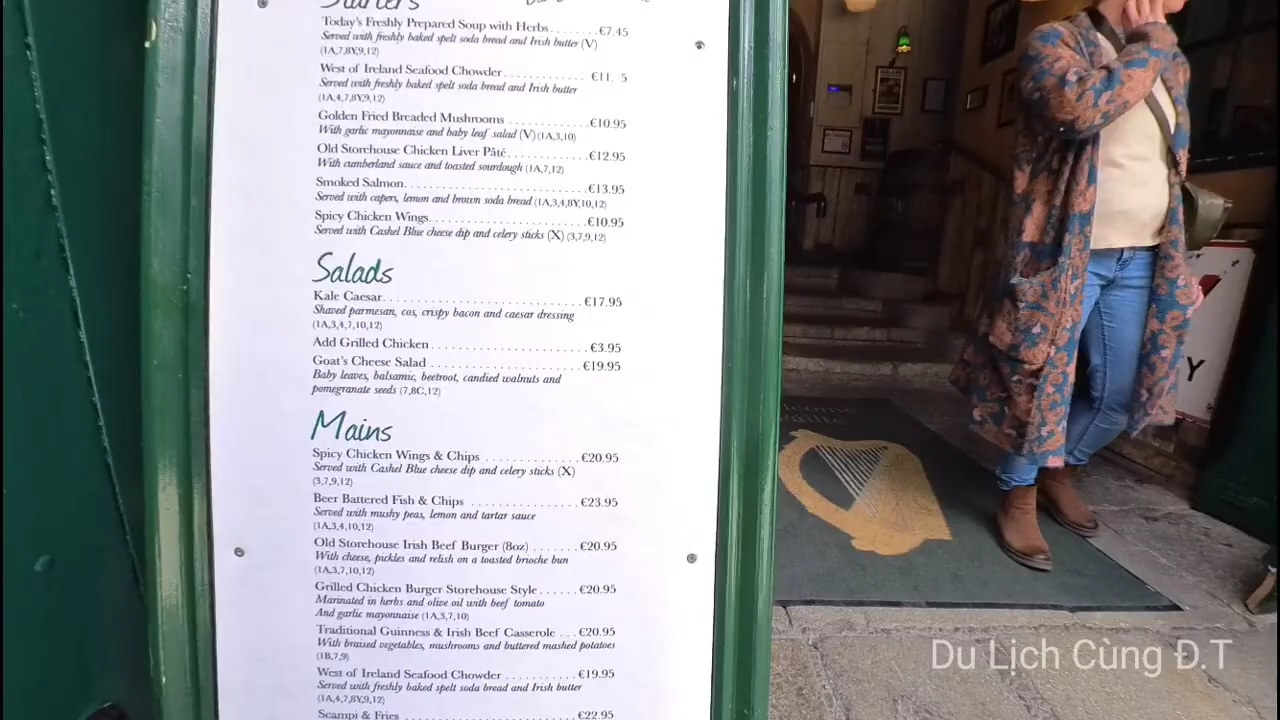 Starters
Today's Freshly Prepared Soup with Herbs.......€7.45
Served with freshly baked spelt soda bread and Irish butter (V)
(1A,7,8Y,9,12)
West of Ireland Seafood Chowder............€11. 5
Served with freshly baked spelt soda bread and Irish butter
(1A,4,7,8Y,9,12)
Golden Fried Breaded Mushrooms............€10.95
With garlic mayonnaise and baby leaf salad (V)(1A,3,10)
Old Storehouse Chicken Liver Pâté............€12.95
With cumberland sauce and toasted sourdough (1A,7,12)
Smoked Salmon..........................€13.95
Served with capers, lemon and brown soda bread (1A,3,4,8Y,10,12)
Spicy Chicken Wings......................€10.95
Served with Cashel Blue cheese dip and celery sticks (X) (3,7,9,12)
Salads
Kale Caesar.............................€17.95
Shaved parmesan, cos, crispy bacon and caesar dressing
(1A,3,4,7,10,12)
Add Grilled Chicken.......................€3.95
Goat's Cheese Salad......................€19.95
Baby leaves, balsamic, beetroot, candied walnuts and
pomegranate seeds (7,8C,12)
Mains
Spicy Chicken Wings & Chips.............€20.95
Served with Cashel Blue cheese dip and celery sticks (X)
(3,7,9,12)
Beer Battered Fish & Chips...............€23.95
Served with mushy peas, lemon and tartar sauce
(1A,3,4,10,12)
Old Storehouse Irish Beef Burger (8oz).......€20.95
With cheese, pickles and relish on a toasted brioche bun
(1A,3,7,10,12)
Grilled Chicken Burger Storehouse Style......€20.95
Marinated in herbs and olive oil with beef tomato
And garlic mayonnaise (1A,3,7,10)
Traditional Guinness & Irish Beef Casserole...€20.95
With braised vegetables, mushrooms and buttered mashed potatoes
(1B,7,9)
West of Ireland Seafood Chowder...........€19.95
Served with freshly baked spelt soda bread and Irish butter
(1A,4,7,8Y,9,12)
Scampi & Fries.........................€22.95
Y
Du Lịch Cùng Đ.T